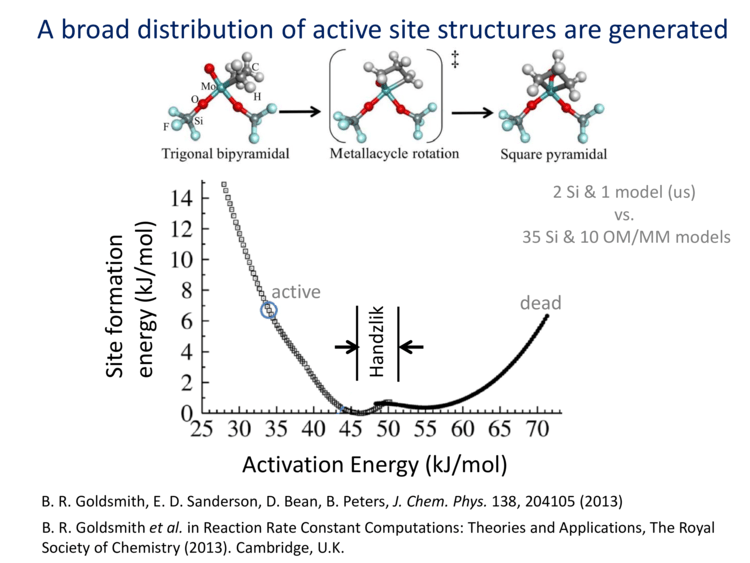 A broad distribution of active site structures are generated
C
Mo
O
H
Si
F
‡
Trigonal bipyramidal
Metallacycle rotation
Square pyramidal
2 Si & 1 model (us)
vs.
35 Si & 10 OM/MM models
Site formation
energy (kJ/mol)
14
12
10
8
6
4
2
0
active
Handzlik
dead
25 30 35 40 45 50 55 60 65 70
Activation Energy (kJ/mol)
B. R. Goldsmith, E. D. Sanderson, D. Bean, B. Peters, J. Chem. Phys. 138, 204105 (2013)
B. R. Goldsmith et al. in Reaction Rate Constant Computations: Theories and Applications, The Royal
Society of Chemistry (2013). Cambridge, U.K.